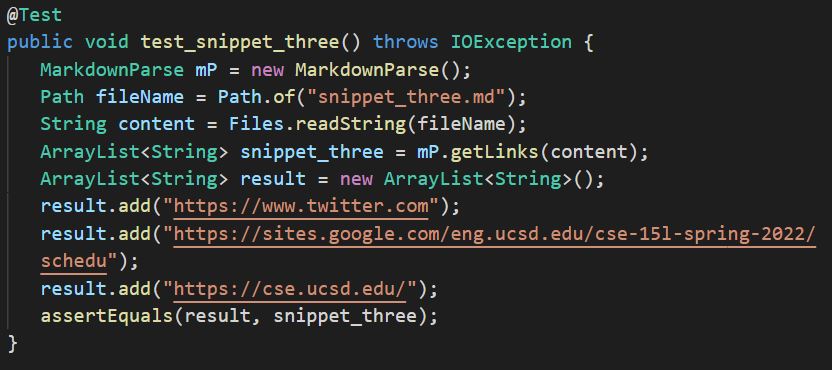 @Test
public void test_snippet_three() throws IOException {
MarkdownParse mP = new MarkdownParse();
Path fileName = Path.of("snippet_three.md");
String content = Files.readString(fileName);
ArrayList<String> snippet_three = mP.getLinks(content);
ArrayList<String> result = new ArrayList<String>();
result.add("https://www.twitter.com");
result.add("https://sites.google.com/eng.ucsd.edu/cse-15l-spring-2022/
schedu");
result.add("https://cse.ucsd.edu/");
assertEquals(result, snippet_three);
}